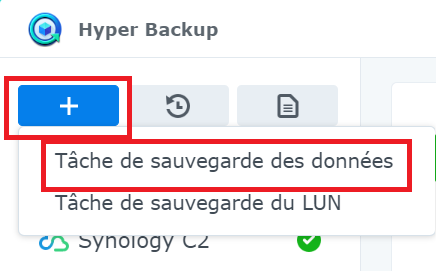 Hyper Backup
Tâche de sauvegarde des données
Tâche de sauvegarde du LUN
Synology C2